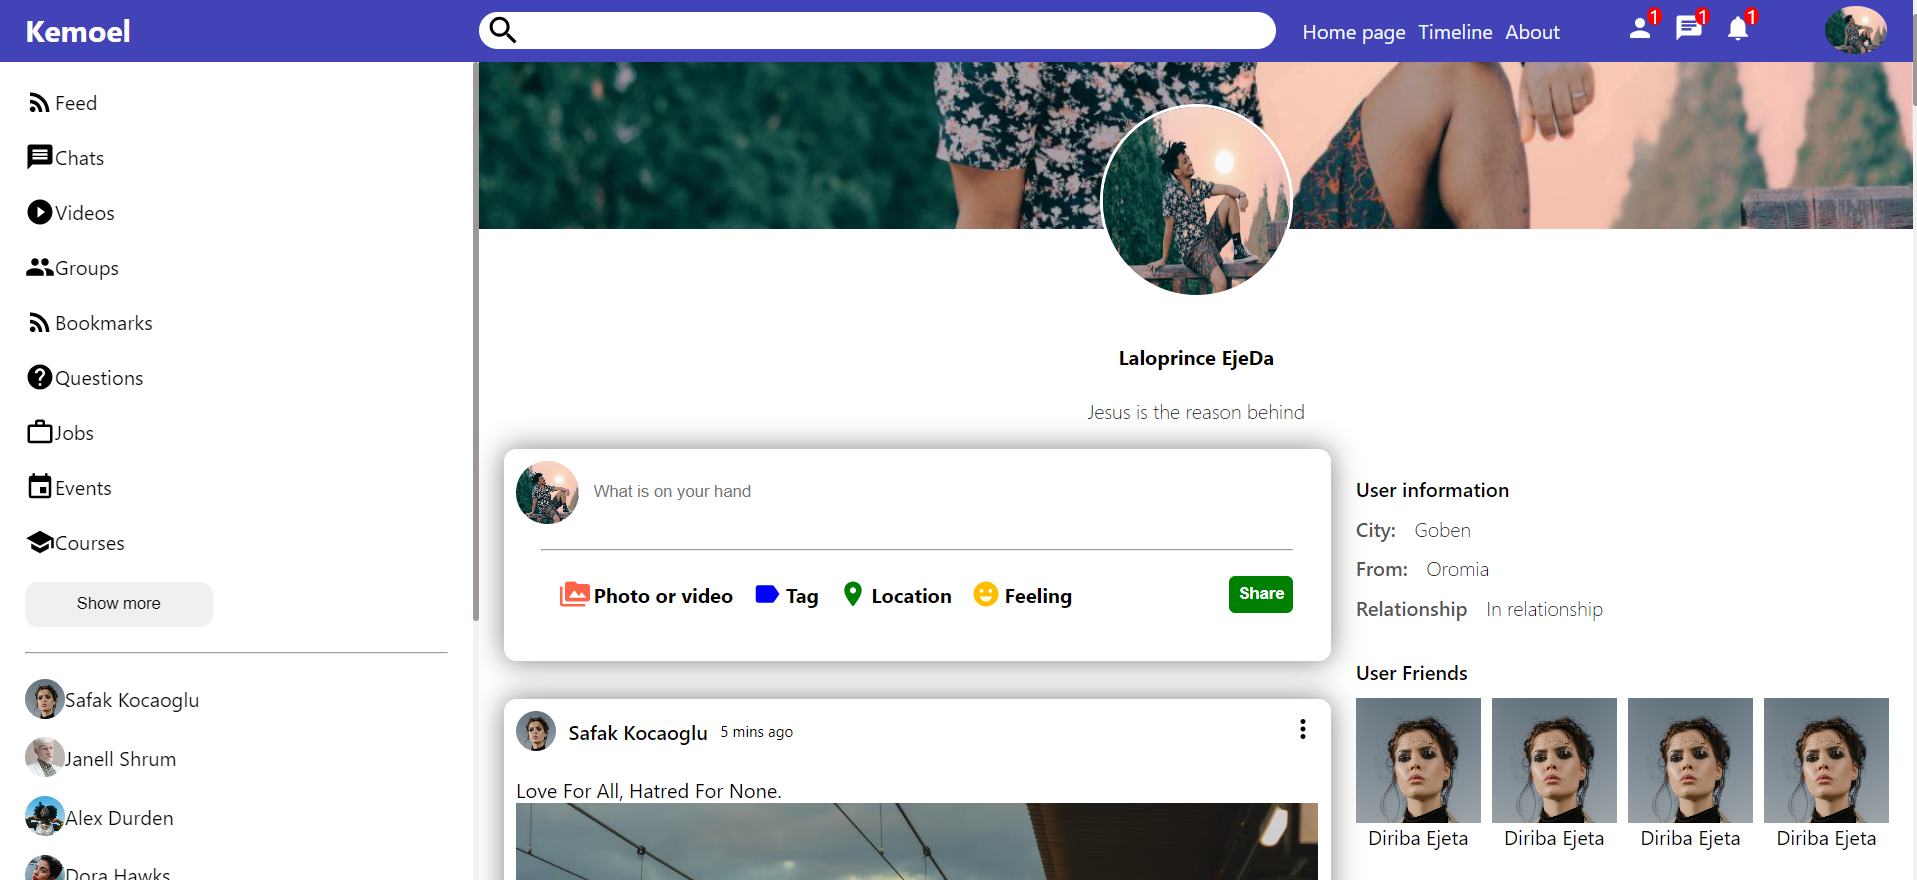 Kemoel
Home page Timeline About
1 1 1
Feed
Chats
Videos
Groups
Bookmarks
Questions
Jobs
Events
Courses
Show more
Safak Kocaoglu
Janell Shrum
Alex Durden
Dora Hawks
Laloprince EjeDa
Jesus is the reason behind
What is on your hand
Photo or video Tag Location Feeling Share
Safak Kocaoglu 5 mins ago
Love For All, Hatred For None.
User information
City: Goben
From: Oromia
Relationship In relationship
User Friends
Diriba Ejeta Diriba Ejeta Diriba Ejeta Diriba Ejeta